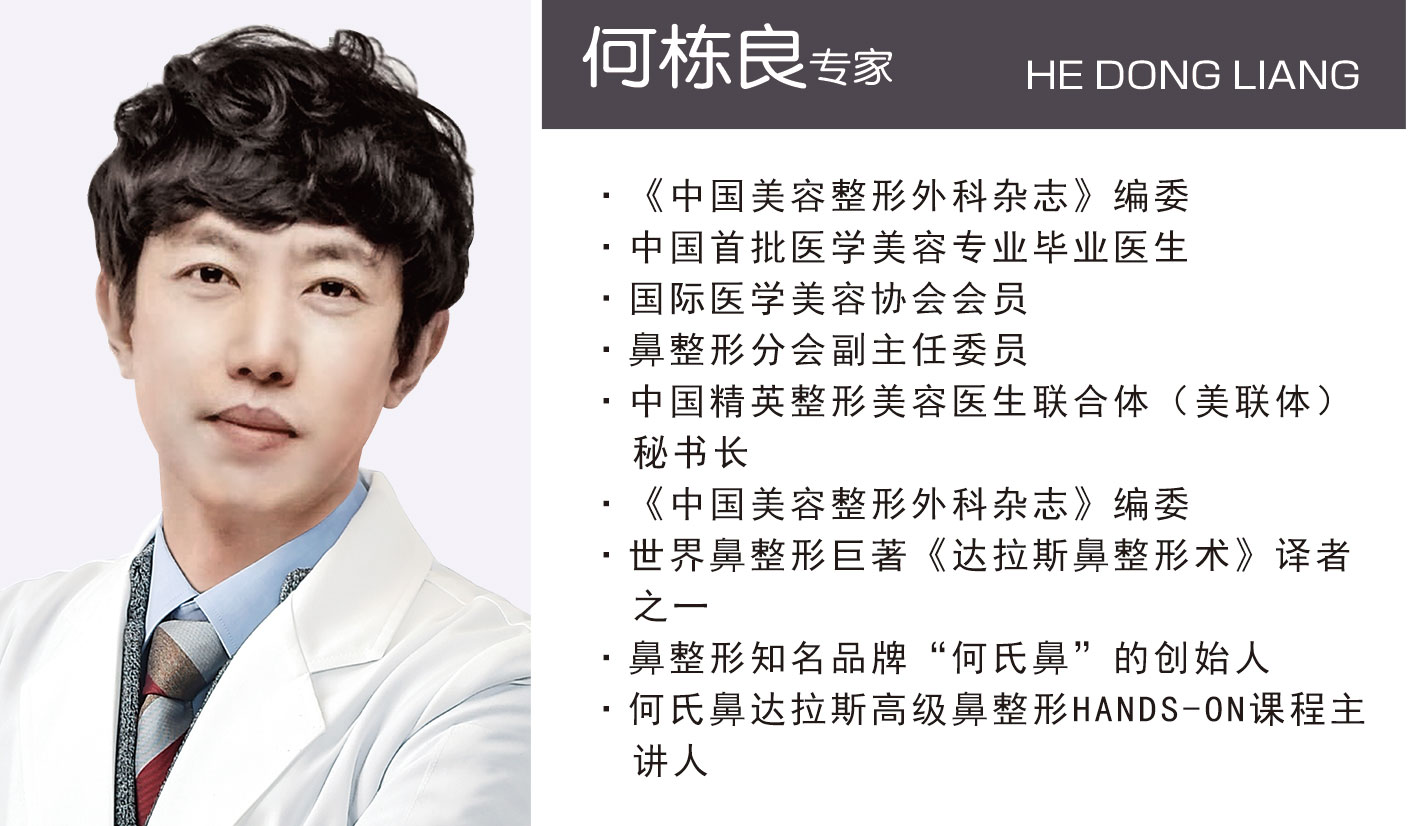 何栋良专家
HE DONG LIANG
·《中国美容整形外科杂志》编委
·中国首批医学美容专业毕业医生
·国际医学美容协会会员
·鼻整形分会副主任委员
·中国精英整形美容医生联合体（美联体）
秘书长
·《中国美容整形外科杂志》编委
·世界鼻整形巨著《达拉斯鼻整形术》译者
之一
·鼻整形知名品牌“何氏鼻”的创始人
·何氏鼻达拉斯高级鼻整形HANDS-ON课程主
讲人